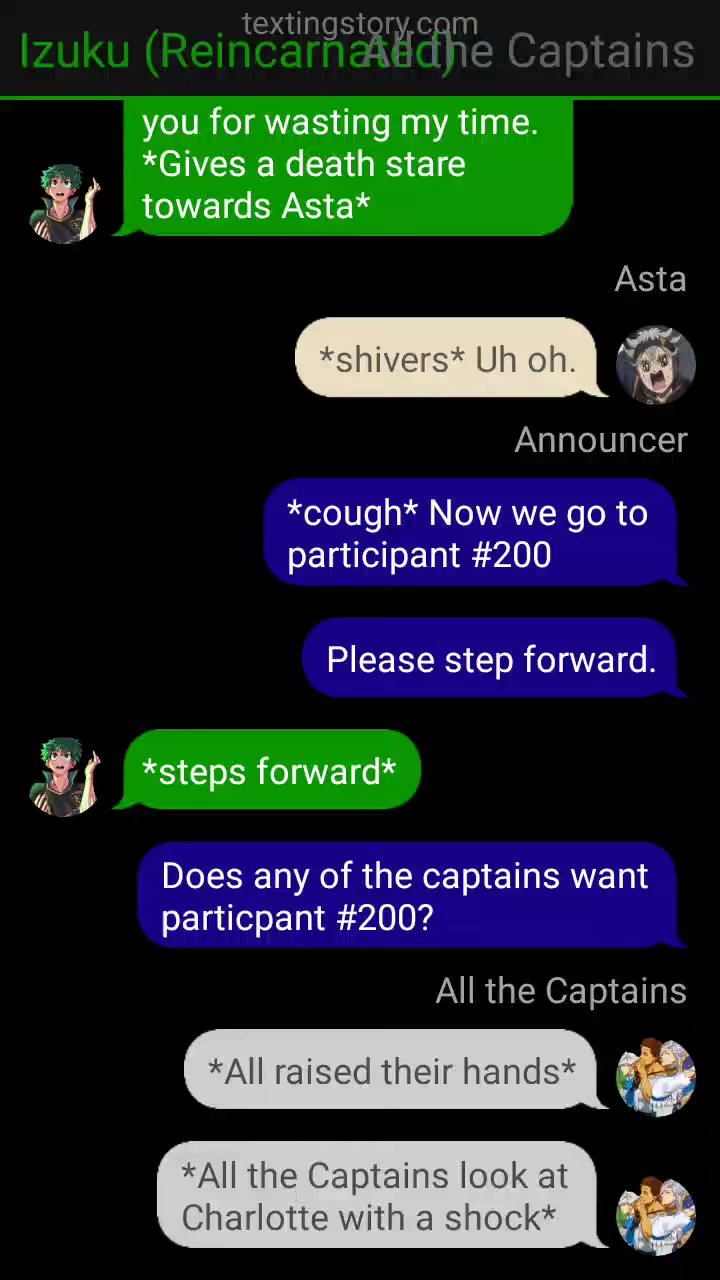 textingstory.com
Izuku (Reincarnated)
All the Captains
you for wasting my time.
*Gives a death stare
towards Asta*
Asta
*shivers* Uh oh.
Announcer
*cough* Now we go to
participant #200
Please step forward.
*steps forward*
Does any of the captains want
particpant #200?
All the Captains
*All raised their hands*
*All the Captains look at
Charlotte with a shock*